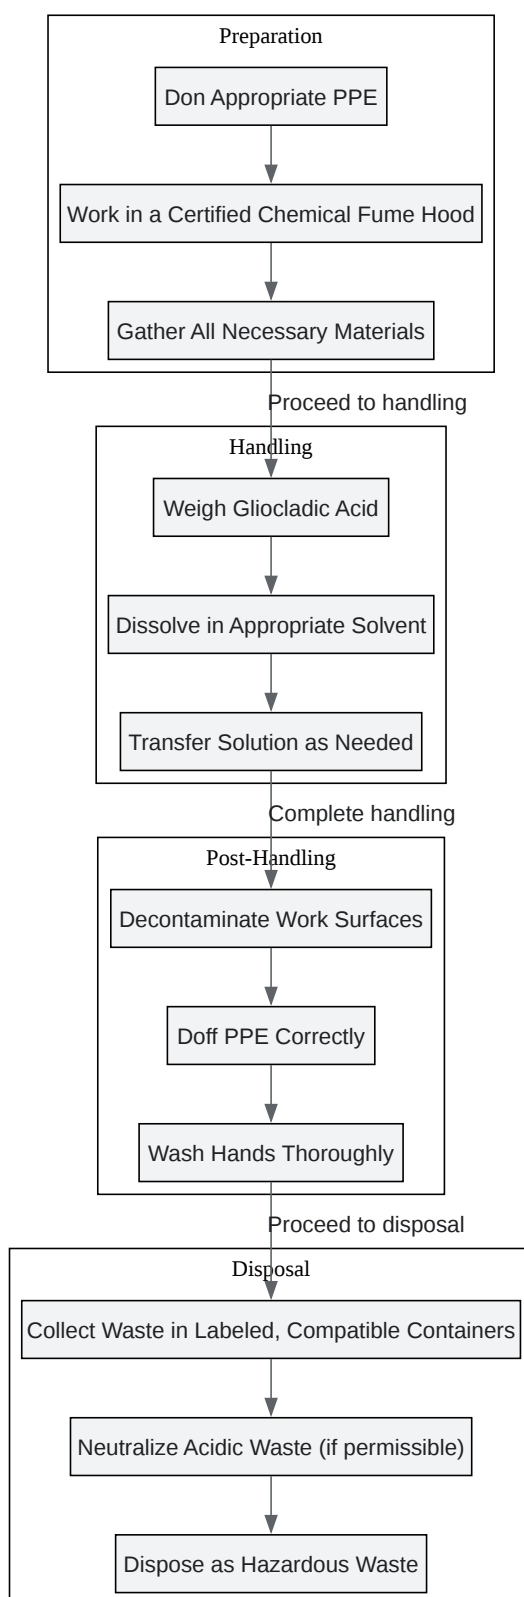 Preparation
Don Appropriate PPE
Work in a Certified Chemical Fume Hood
Gather All Necessary Materials
Proceed to handling
Handling
Weigh Gliocladic Acid
Dissolve in Appropriate Solvent
Transfer Solution as Needed
Complete handling
Post-Handling
Decontaminate Work Surfaces
Doff PPE Correctly
Wash Hands Thoroughly
Proceed to disposal
Disposal
Collect Waste in Labeled, Compatible Containers
Neutralize Acidic Waste (if permissible)
Dispose as Hazardous Waste